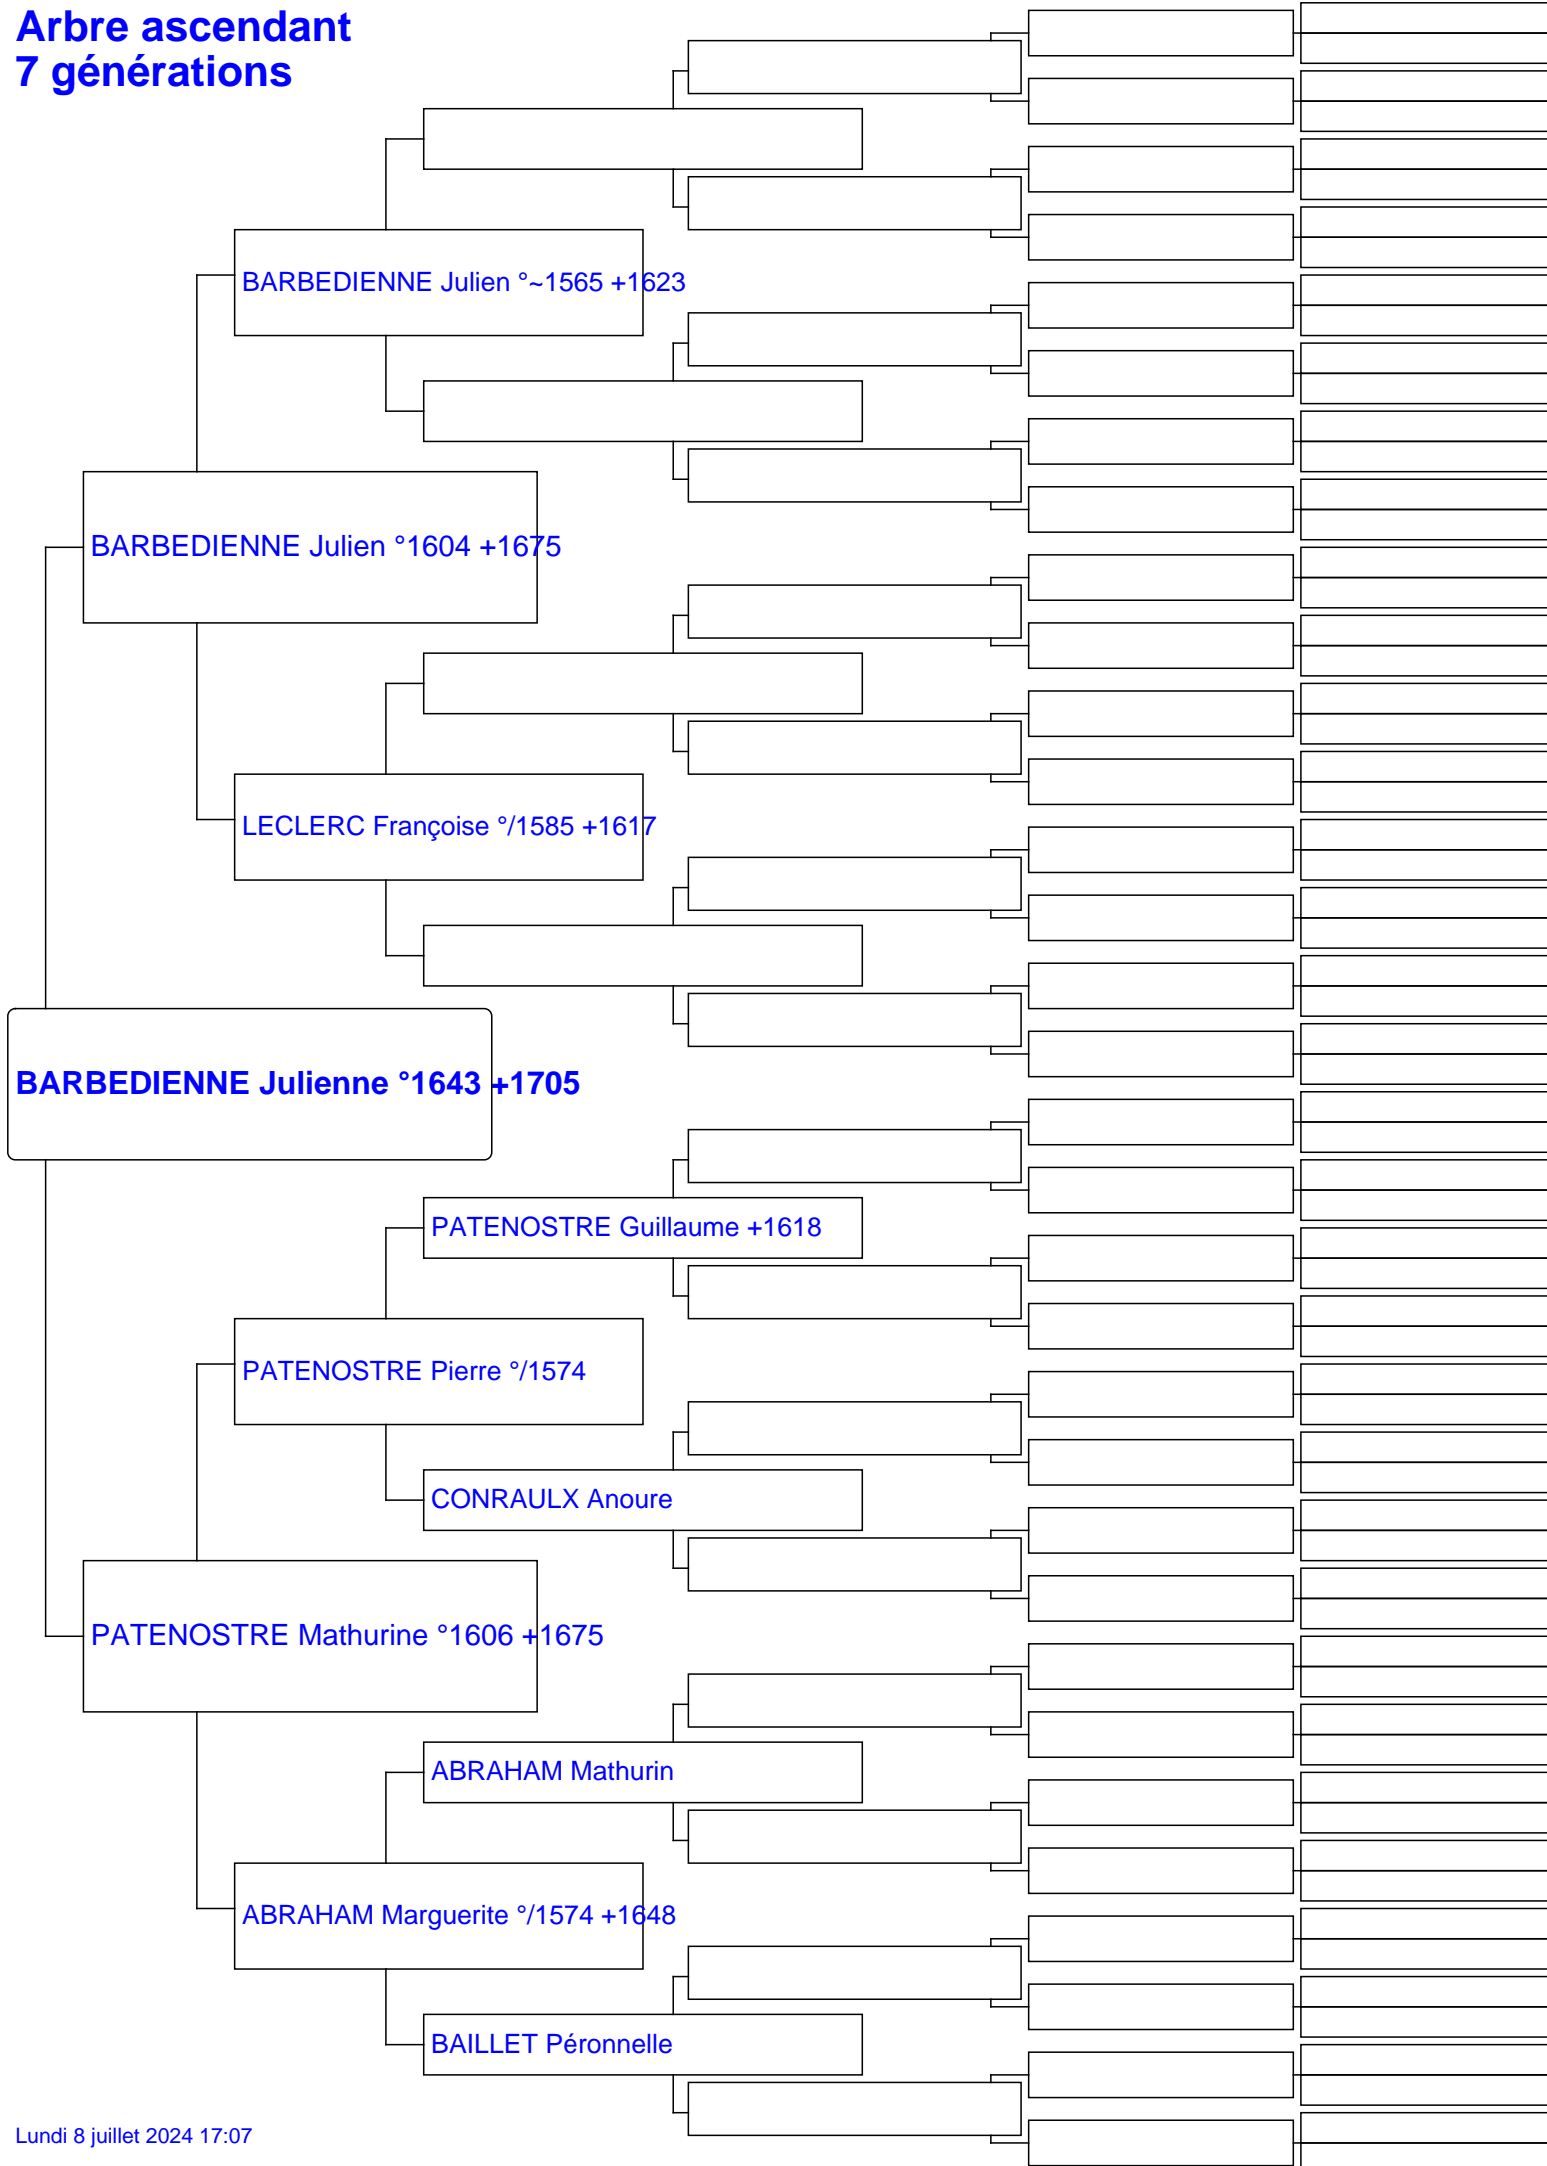 Arbre ascendant
7 générations
BARBEDIENNE Julien °~1565 +1623
BARBEDIENNE Julien °1604 +1675
LECLERC Françoise °/1585 +1617
BARBEDIENNE Julienne °1643 +1705
PATENOSTRE Guillaume +1618
PATENOSTRE Pierre °/1574
CONRAULX Anoure
PATENOSTRE Mathurine °1606 +1675
ABRAHAM Mathurin
ABRAHAM Marguerite °/1574 +1648
BAILLET Péronnelle
Lundi 8 juillet 2024 17:07